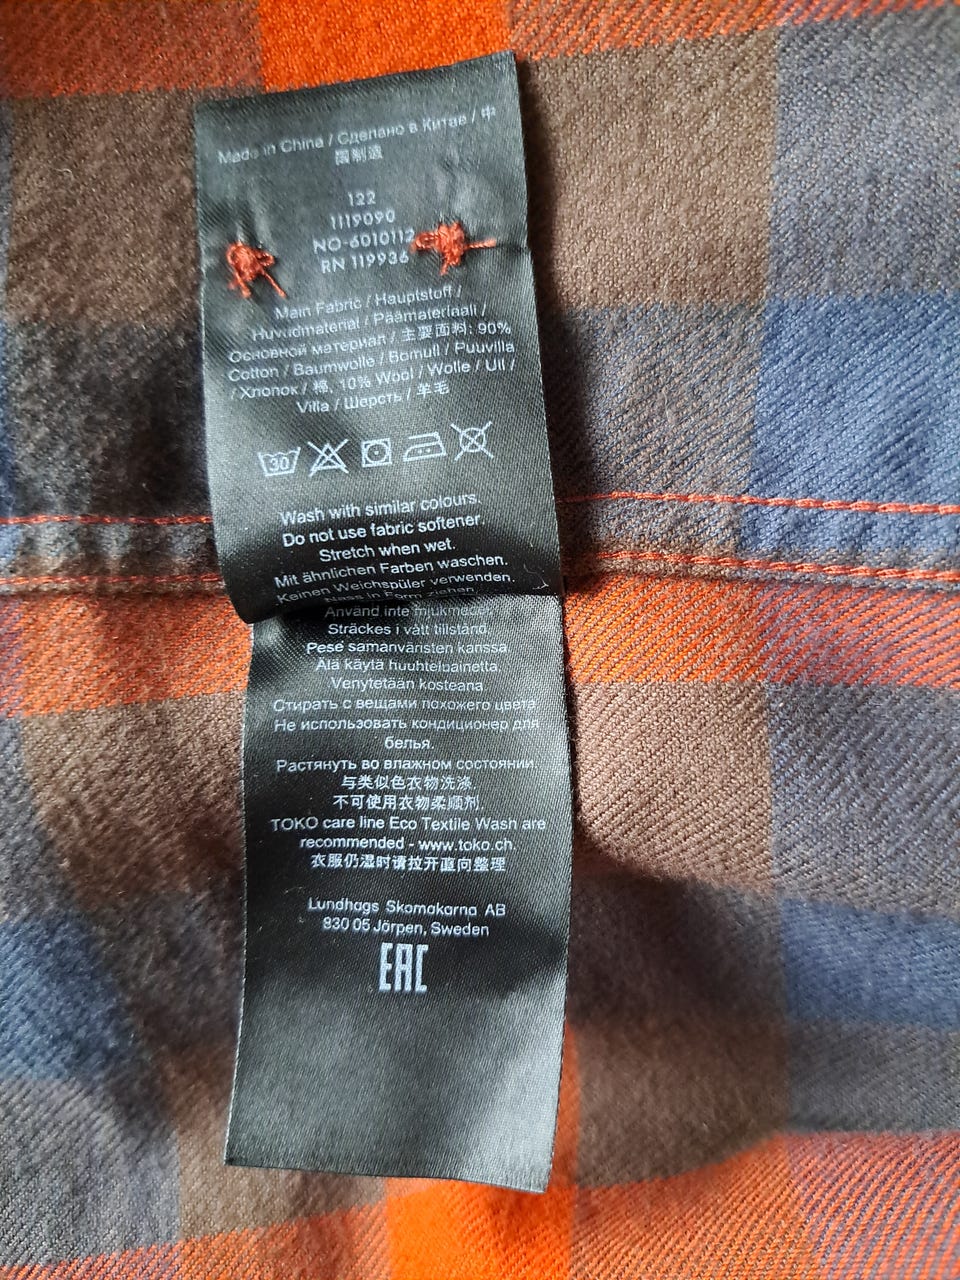 Made in China / Сделано в Китае / 中
国制造
122
1119090
NO-6010112
RN 119936
Main Fabric / Hauptstoff /
Huvudmaterial / Päämateriaali /
Основной материал / 主要面料: 90%
Cotton / Baumwolle / Bomull / Puuvilla
/ Хлопок / 棉, 10% Wool / Wolle / Ull /
Villa / Шерсть / 羊毛
30
Wash with similar colours.
Do not use fabric softener.
Stretch when wet.
Mit ähnlichen Farben waschen.
Keinen Weichspüler verwenden.
Nass in Form ziehen.
Använd inte mjukmedel.
Sträckes i vått tillstånd.
Pese samanväristen kanssa.
Älä käytä huuhteluainetta.
Venytetään kosteana.
Стирать с вещами похожего цвета
Не использовать кондиционер для
белья.
Растянуть во влажном состоянии.
与类似色衣物洗涤.
不可使用衣物柔顺剂.
TOKO care line Eco Textile Wash are
recommended - www.toko.ch.
衣服仍湿时请拉开直向整理
Lundhags Skomakarna AB
830 05 Järpen, Sweden
EAC